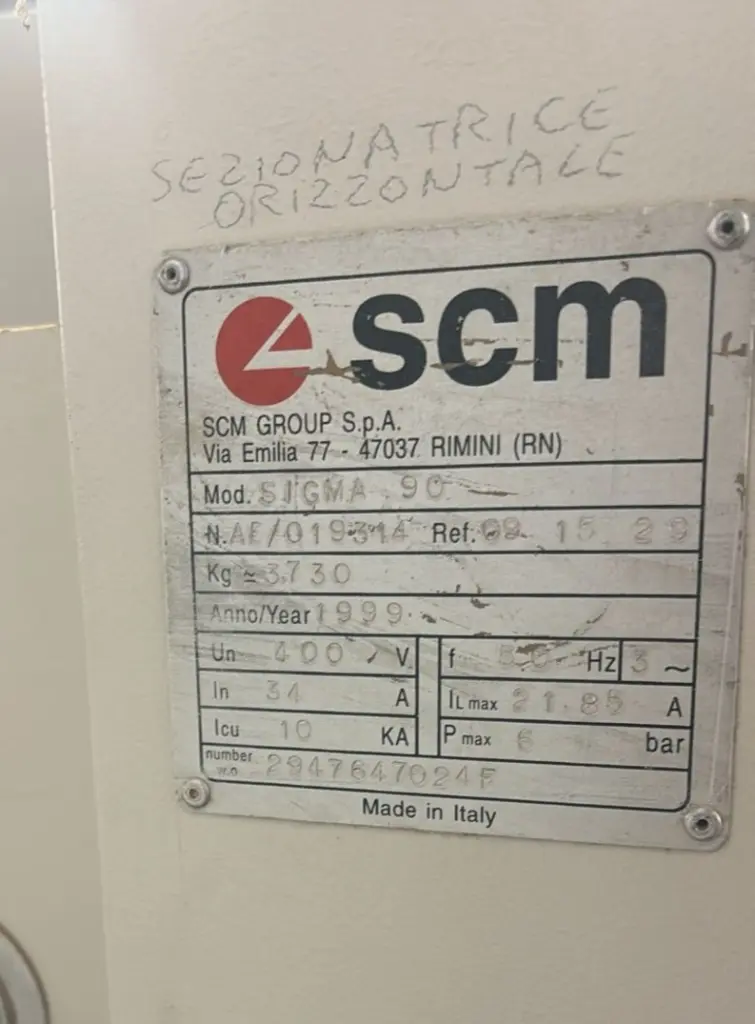 SEZIONATRICE
ORIZZONTALE
scm
SCM GROUP S.p.A.
Via Emilia 77 - 47037 RIMINI (RN)
Mod. SIGMA 90
N. AE/019314 Ref: 09 15 29
Kg ≃ 3730
Anno/Year 1999
Un 400 V f 50 Hz 3 ~
In 34 A IL max 21.85 A
Icu 10 KA P max 6 bar
number
Made in Italy